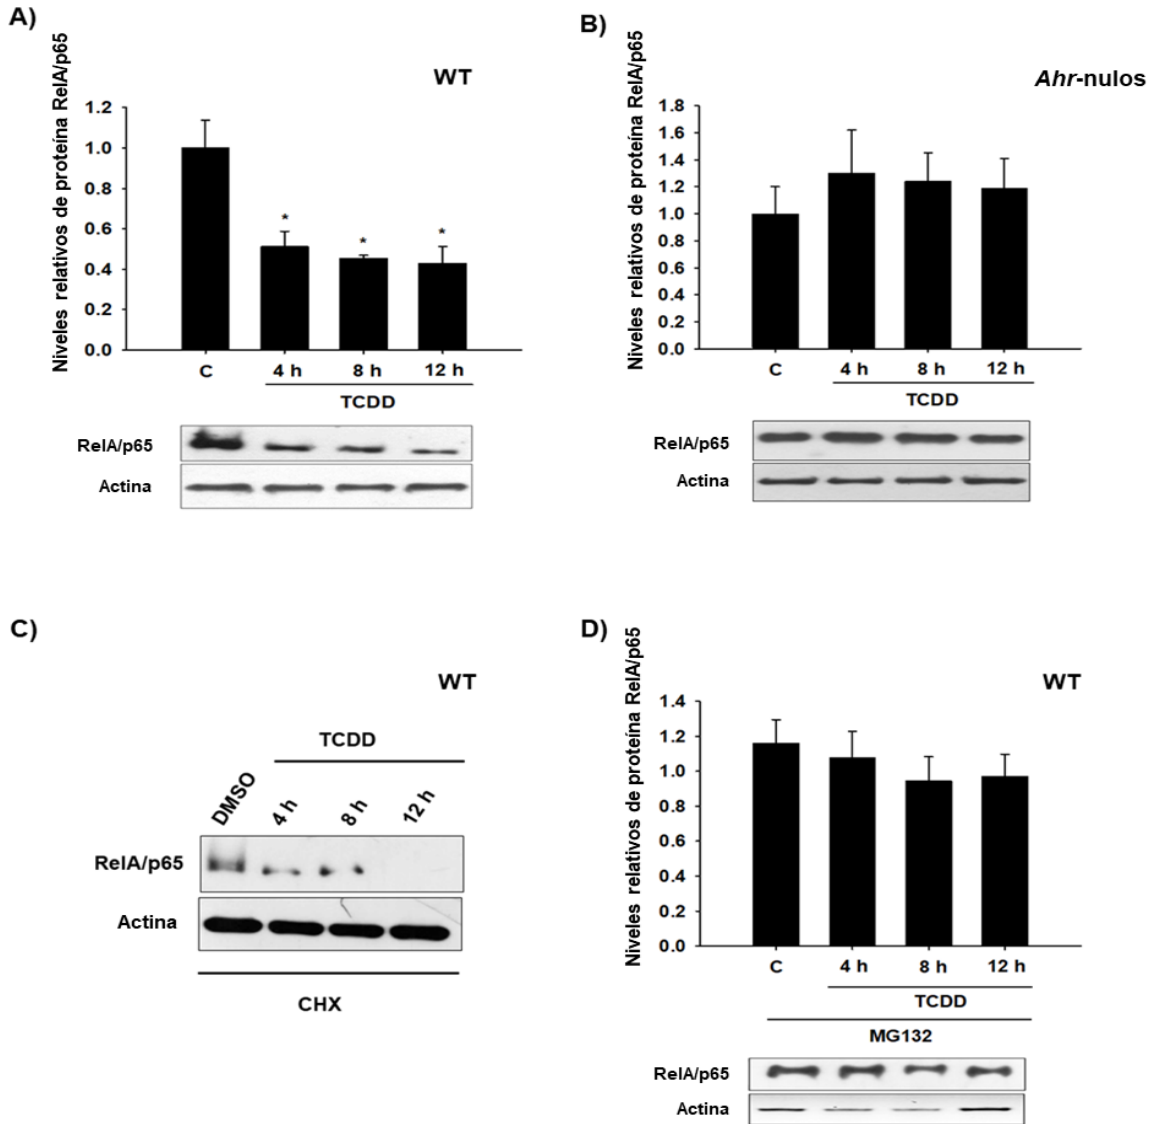 A)
Niveles relativos de proteína RelA/p65
WT
1.2
1.0
0.8
0.6
0.4
0.2
0.0
*
*
*
C 4 h 8 h 12 h
TCDD
RelA/p65
Actina
B)
Niveles relativos de proteína RelA/p65
Ahr-nulos
1.8
1.6
1.4
1.2
1.0
0.8
0.6
0.4
0.2
0.0
C 4 h 8 h 12 h
TCDD
RelA/p65
Actina
C)
WT
TCDD
DMSO 4 h 8 h 12 h
RelA/p65
Actina
CHX
D)
Niveles relativos de proteína RelA/p65
WT
1.4
1.2
1.0
0.8
0.6
0.4
0.2
0.0
C 4 h 8 h 12 h
TCDD
MG132
RelA/p65
Actina